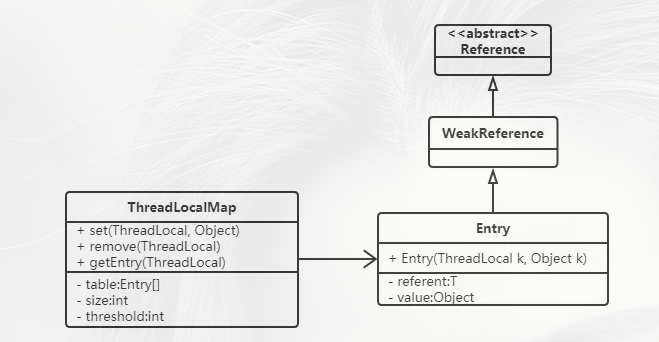 <<abstract>>
Reference
WeakReference
ThreadLocalMap
+ set(ThreadLocal, Object)
+ remove(ThreadLocal)
+ getEntry(ThreadLocal)
- table:Entry[]
- size:int
- threshold:int
Entry
+ Entry(ThreadLocal k, Object k)
- referent:T
- value:Object